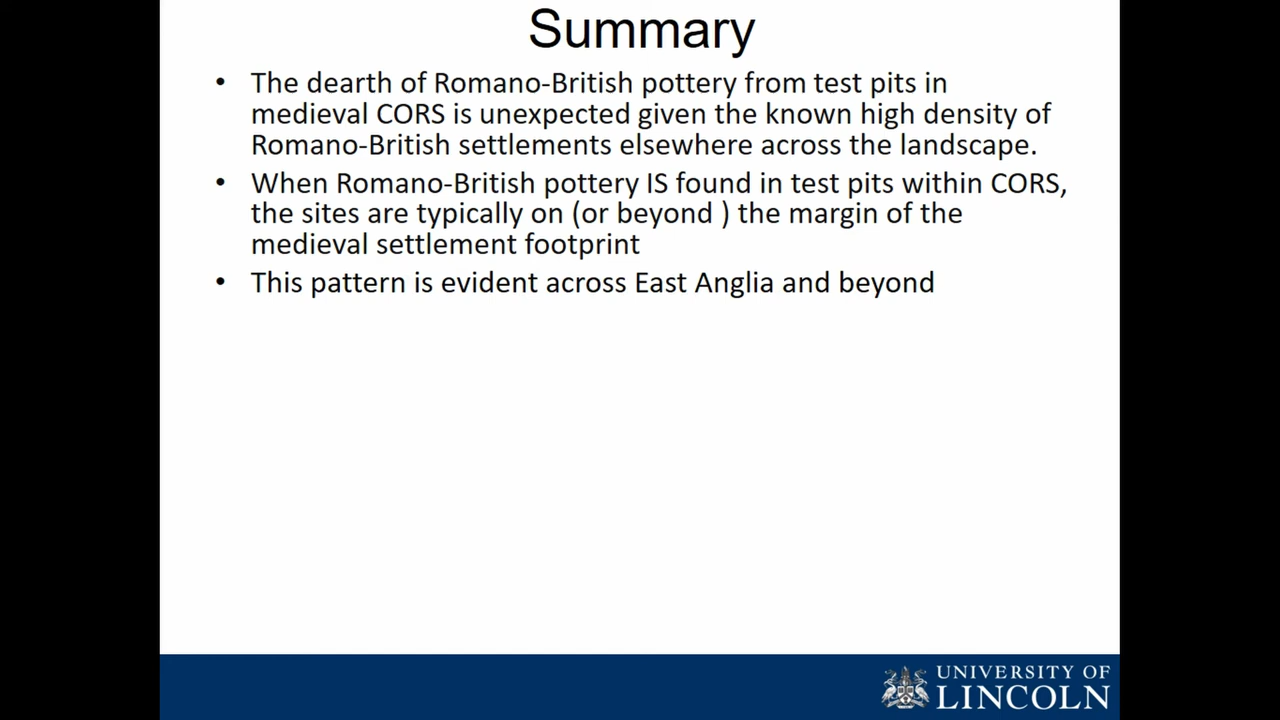 Summary
• The dearth of Romano-British pottery from test pits in
medieval CORS is unexpected given the known high density of
Romano-British settlements elsewhere across the landscape.
• When Romano-British pottery IS found in test pits within CORS,
the sites are typically on (or beyond ) the margin of the
medieval settlement footprint
• This pattern is evident across East Anglia and beyond
UNIVERSITY OF
LINCOLN